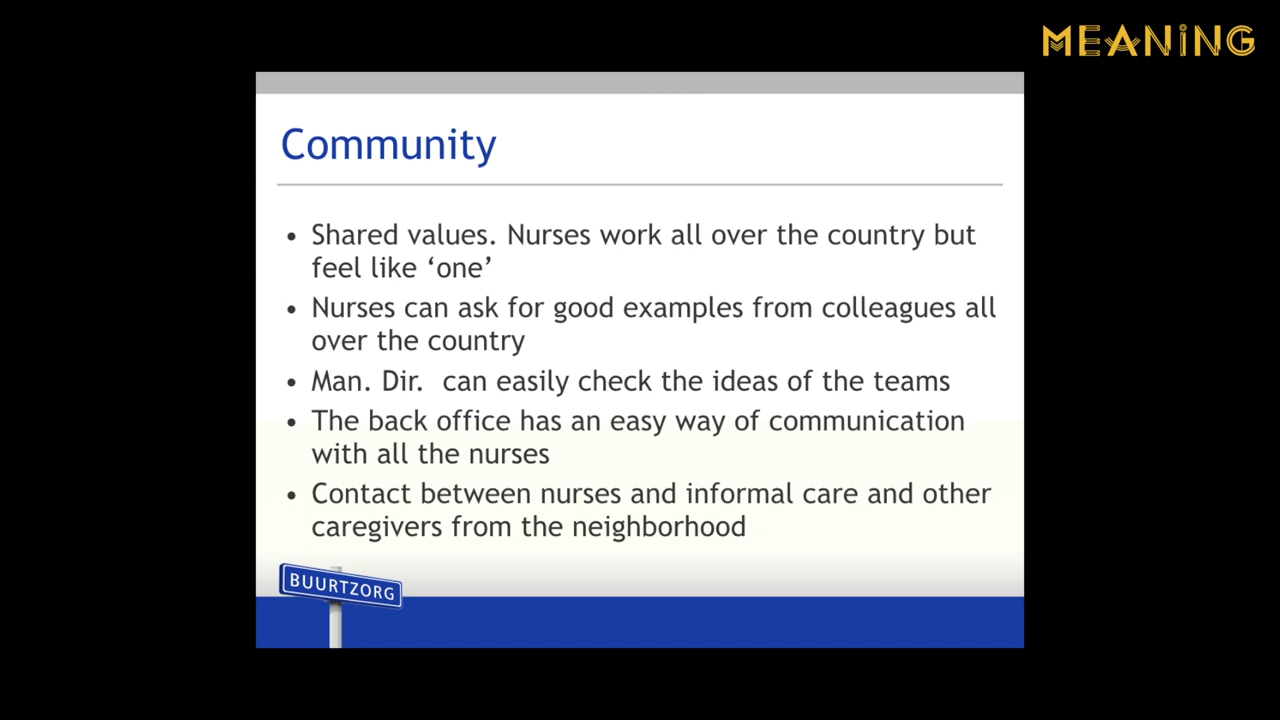 MEANiNG
Community
• Shared values. Nurses work all over the country but
feel like ‘one’
• Nurses can ask for good examples from colleagues all
over the country
• Man. Dir.  can easily check the ideas of the teams
• The back office has an easy way of communication
with all the nurses
• Contact between nurses and informal care and other
caregivers from the neighborhood
BUURTZORG